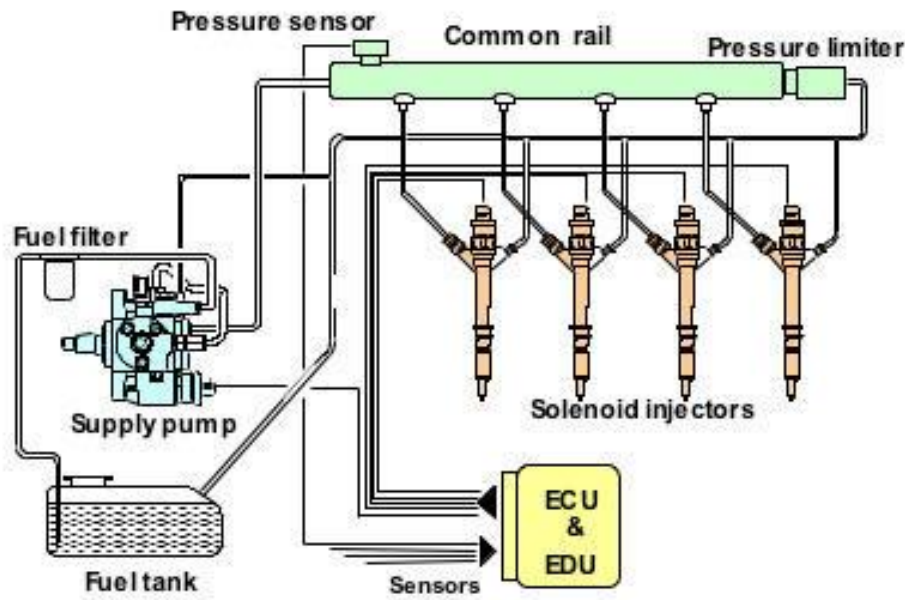 Pressure sensor
Common rail
Pressure limiter
Fuel filter
Supply pump
Solenoid injectors
ECU
&
EDU
Fuel tank
Sensors